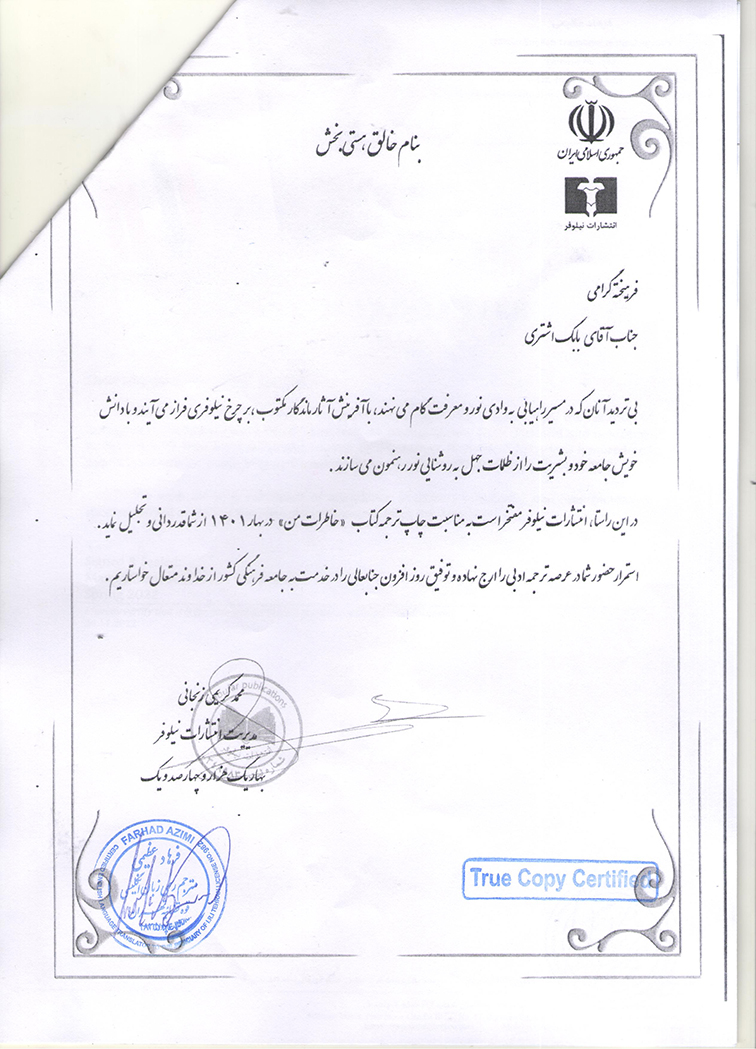 بنام خالق هستی بخش
جمهوری اسلامی ایران
انتشارات نیلوفر
فرهیخته گرامی
جناب آقای بابک اشتری
بی تردید آنان که در مسیر راهیابی به وادی نور و معرفت گام می نهند، با آفرینش آثار ماندگار مکتوب، بر چرخ نیلوفری فراز می آیند و با دانش
خویش جامعه خود و بشریت را از ظلمات جهل به روشنایی نور رهنمون می سازند .
در این راستا، انتشارات نیلوفر مفتخر است به مناسبت چاپ ترجمه کتاب «خاطرات من» در بهار ۱۴۰۱ از شما قدردانی و تجلیل نماید .
استمرار حضور شما در عرصه ترجمه ادبی را ارج نهاده و توفیق روز افزون جنابعالی را در خدمت به جامعه فرهنگی کشور از خداوند متعال خواستاریم .
publications
محمد کریمی زنجانی
مدیریت انتشارات نیلوفر
بهار یک هزار و چهارصد و یک
FARHAD AZIMI
فرهاد عظیمی
True Copy Certified